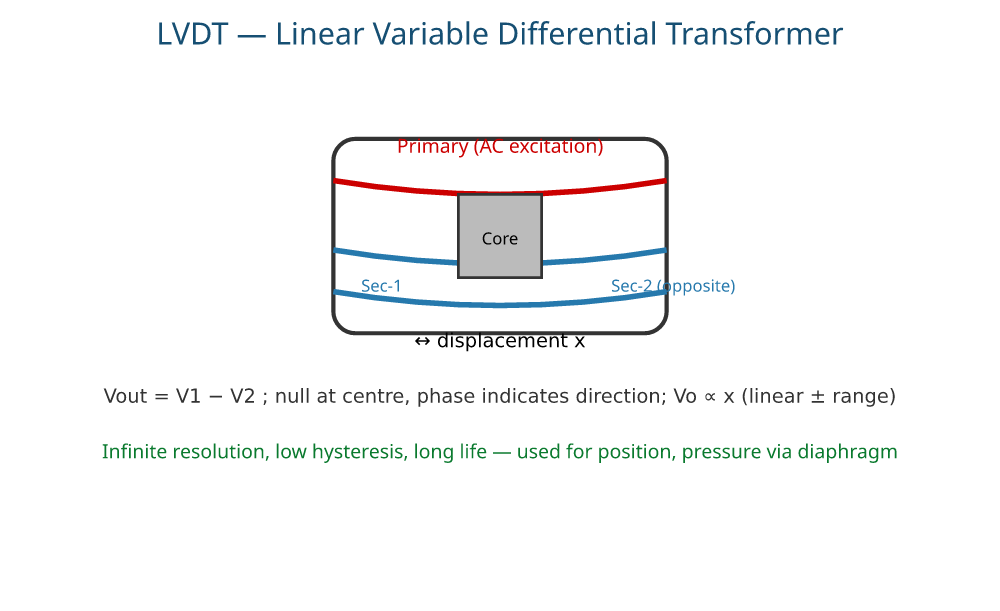 LVDT — Linear Variable Differential Transformer
Primary (AC excitation)
Core
Sec-1
Sec-2 (opposite)
↔ displacement x
Vout = V1 − V2 ; null at centre, phase indicates direction; Vo ∝ x (linear ± range)
Infinite resolution, low hysteresis, long life — used for position, pressure via diaphragm